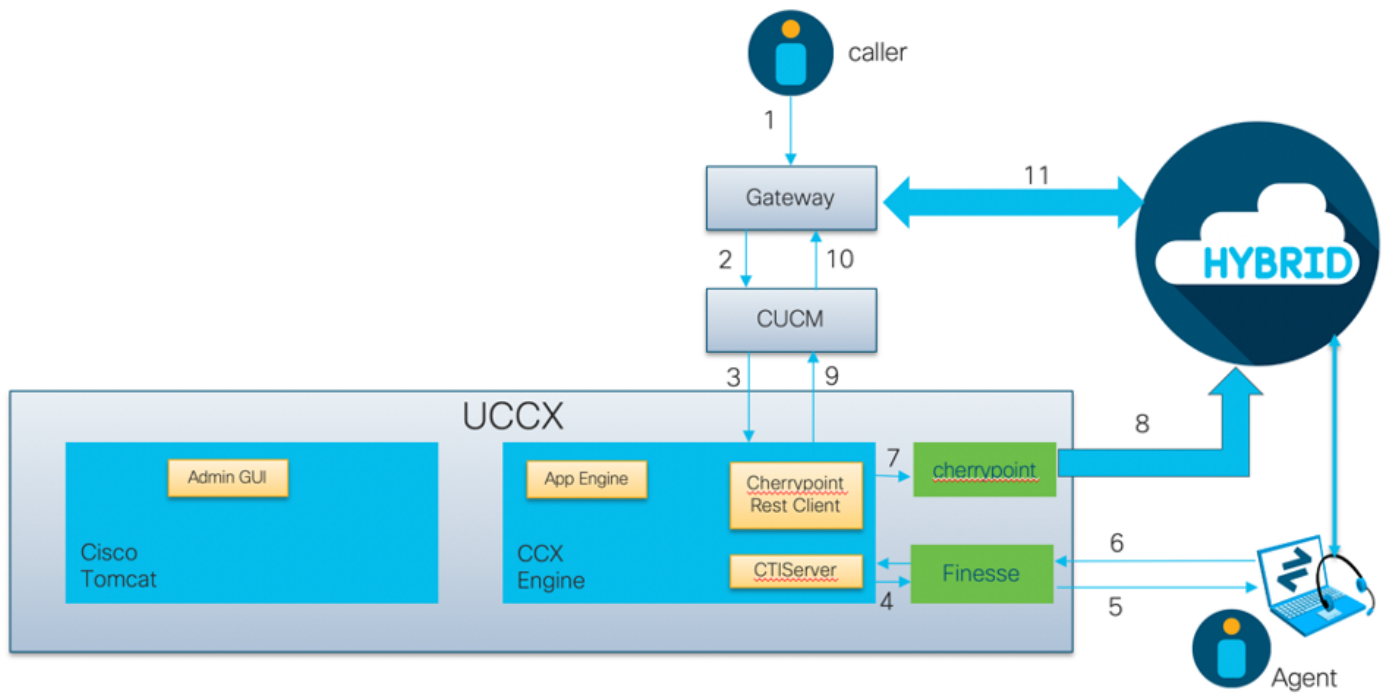 caller
1
11
Gateway
HYBRID
2
10
CUCM
3
9
UCCX
8
7
Admin GUI
App Engine
Cherrypoint
Rest Client
cherrypoint
Cisco
Tomcat
CCX
Engine
CTIServer
Finesse
6
4
5
Agent